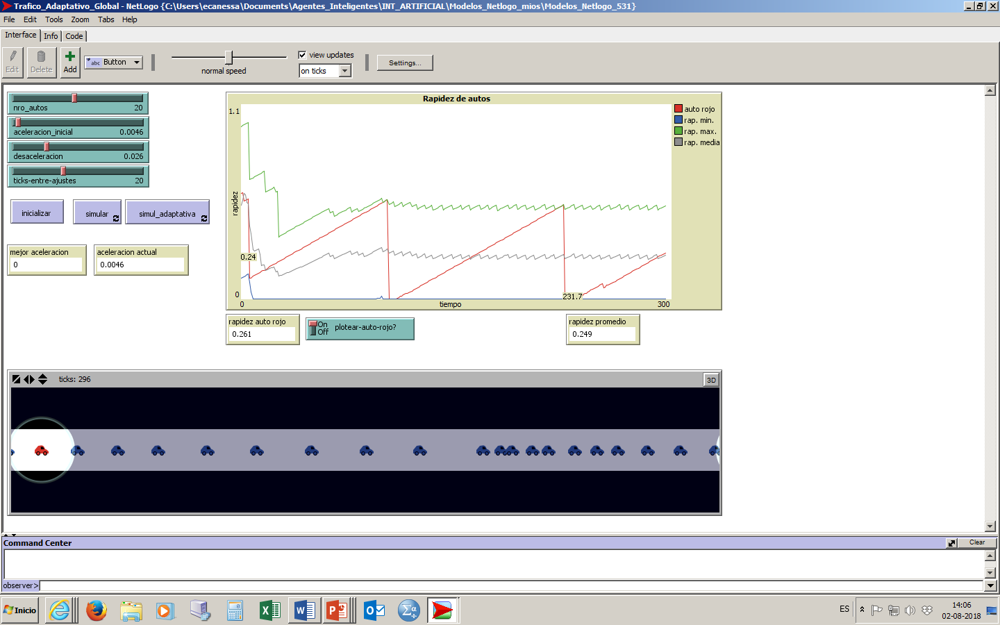 Trafico_Adaptativo_Global - NetLogo {C:\Users\ecanessa\Documents\Agentes_Inteligentes\INT_ARTIFICIAL\Modelos_Netlogo_mios\Modelos_Netlogo_531}
File Edit Tools Zoom Tabs Help
Interface Info Code
Edit Delete Add abc Button normal speed view updates on ticks Settings...
nro_autos 20
aceleracion_inicial 0.0046
desaceleracion 0.026
ticks-entre-ajustes 20
inicializar simular simul_adaptativa
mejor aceleracion
0
aceleracion actual
0.0046
Rapidez de autos
1.1
rapidez
0.24
0
0 tiempo 300
231.7
auto rojo
rap. min.
rap. max.
rap. media
rapidez auto rojo
0.261
On
Off
plotear-auto-rojo?
rapidez promedio
0.249
ticks: 296
3D
Command Center Clear
observer>
Inicio ES 14:06
02-08-2018